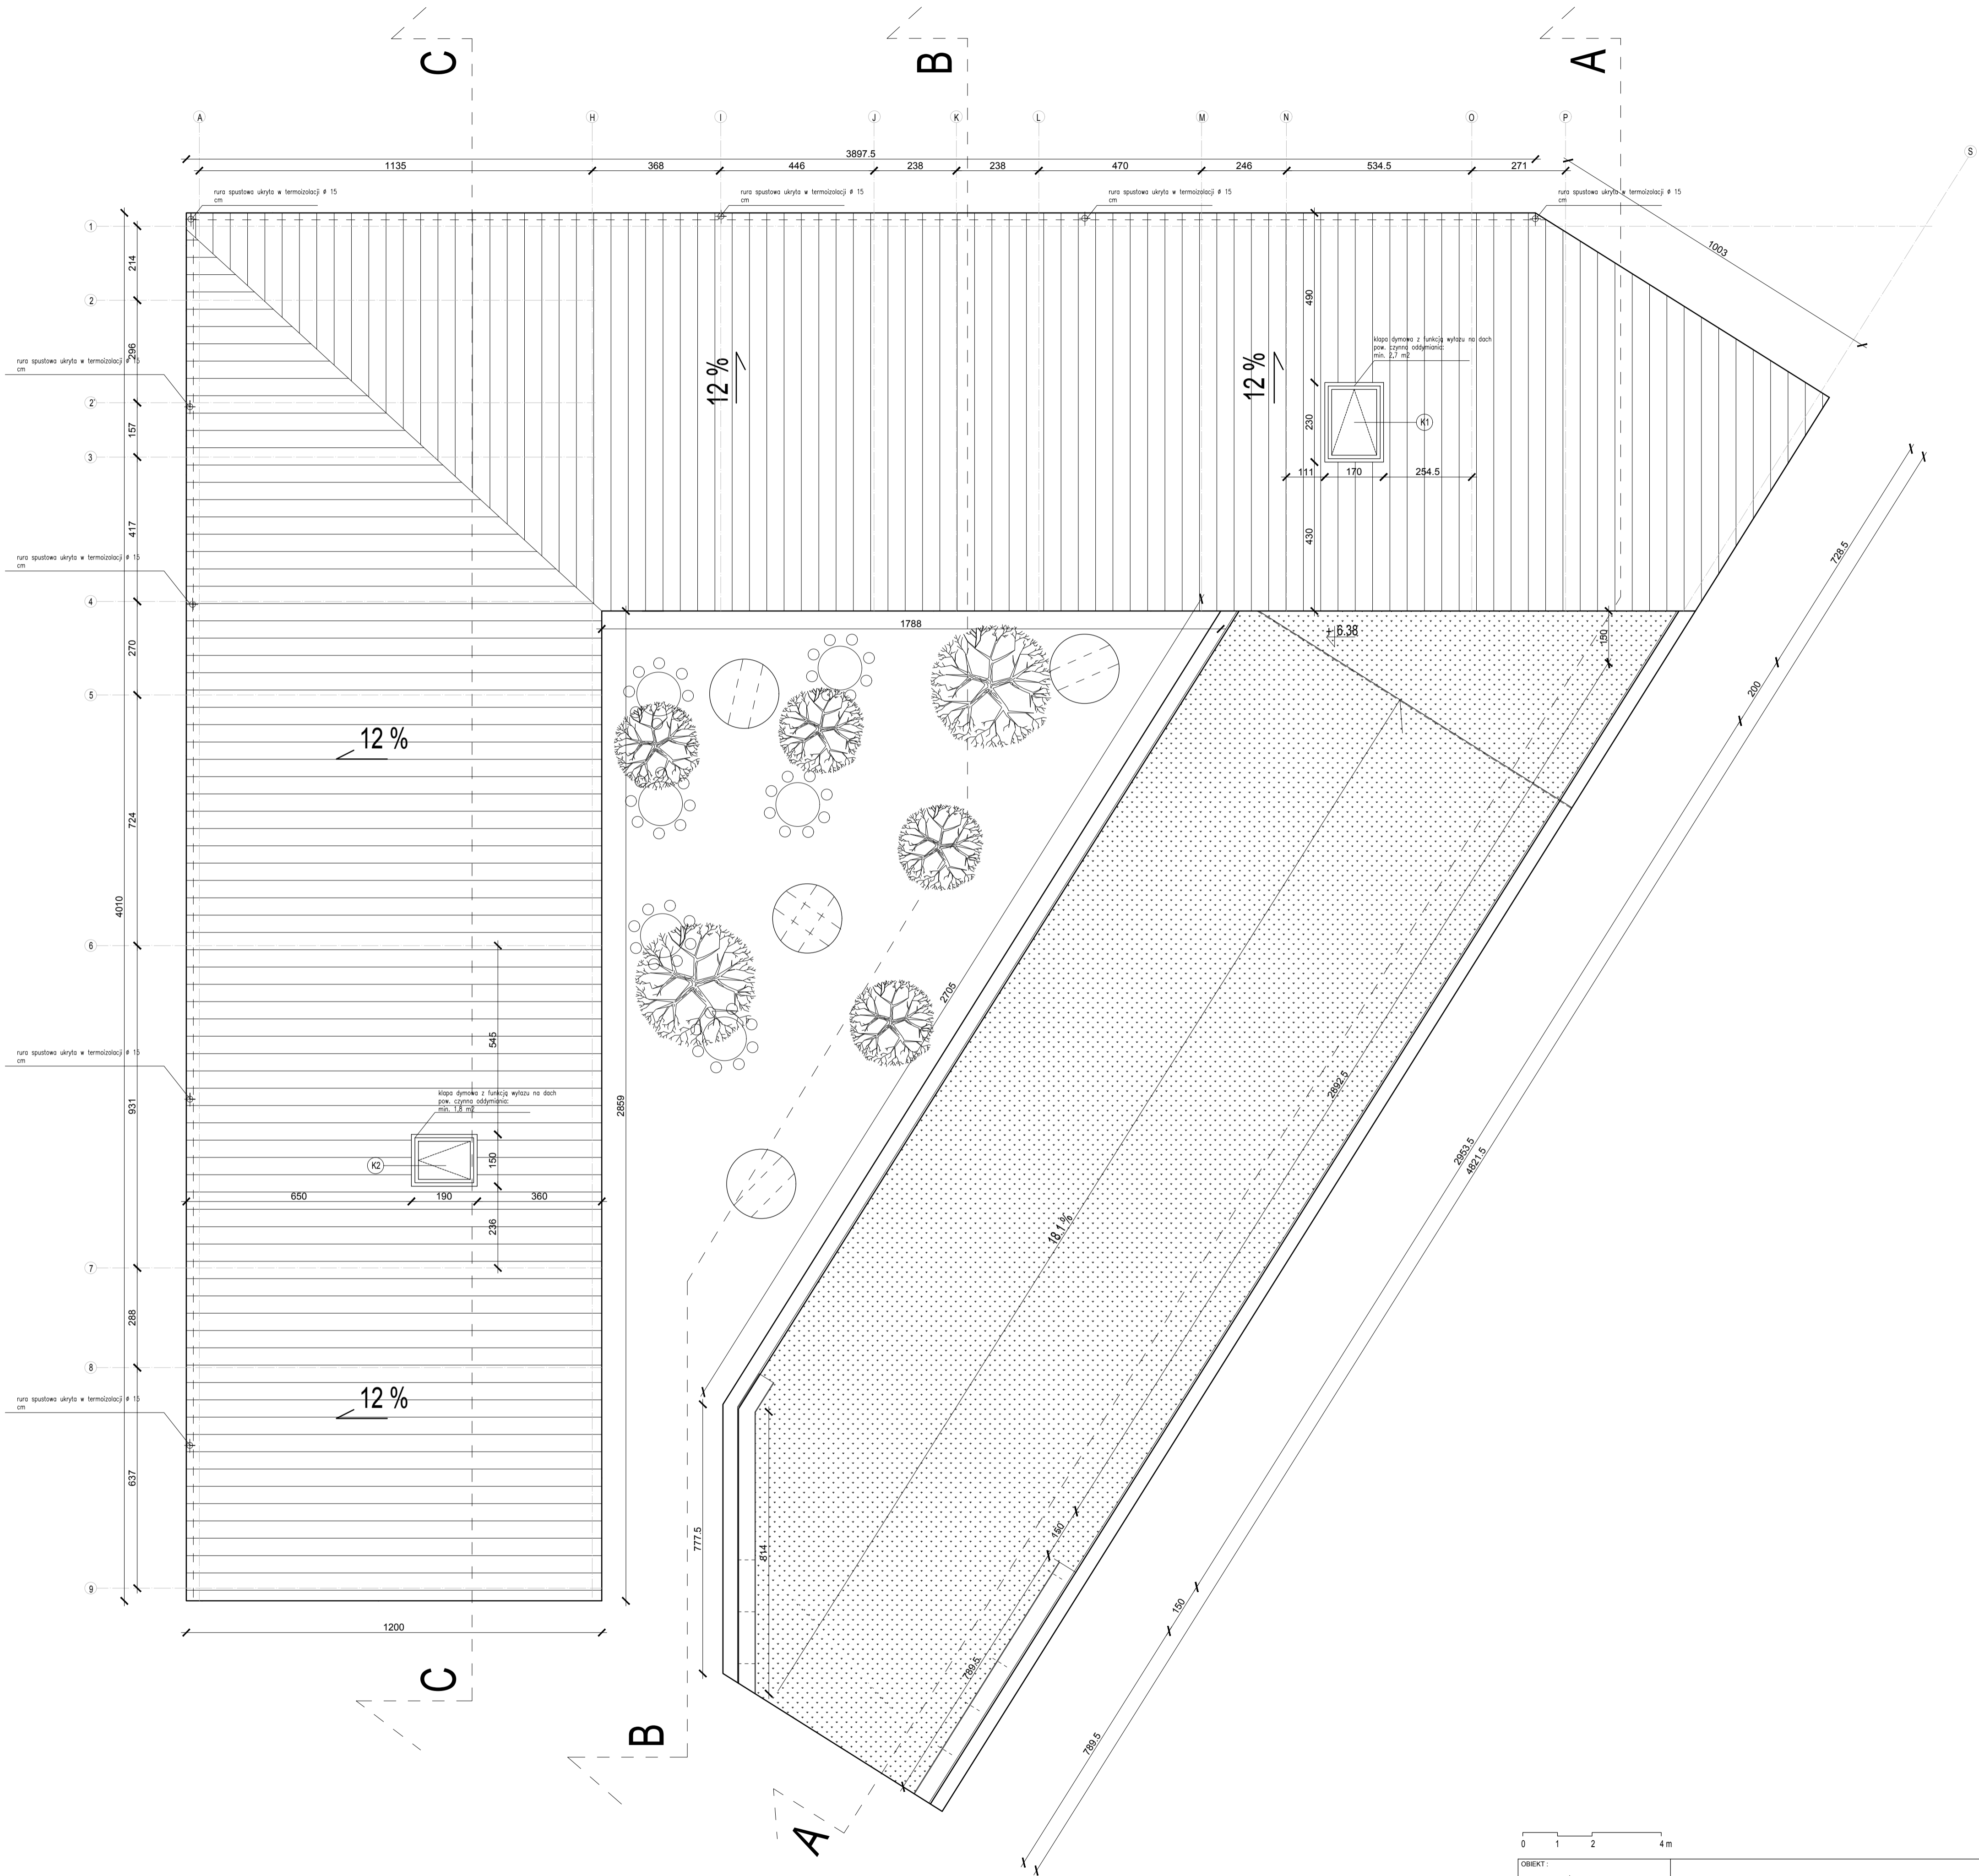 C
B
A
A
H
I
J
K
L
M
N
O
P
S
3897.5
1135
368
446
238
238
470
246
534.5
271
rura spustowa ukryta w termoizolacji Ø 15
cm
rura spustowa ukryta w termoizolacji Ø 15
cm
rura spustowa ukryta w termoizolacji Ø 15
cm
rura spustowa ukryta w termoizolacji Ø 15
cm
1
214
1003
490
2
296
klapa dymowa z funkcją wyłazu na dach
pow. czynna oddymiania:
min. 2,7 m2
rura spustowa ukryta w termoizolacji Ø 15
cm
12 %
12 %
2'
157
230
K1
3
111
170
254.5
417
430
728.5
rura spustowa ukryta w termoizolacji Ø 15
cm
4
1788
+ 6.38
150
270
5
200
12 %
724
4010
6
2705
545
rura spustowa ukryta w termoizolacji Ø 15
cm
931
2859
2892.5
klapa dymowa z funkcją wyłazu na dach
pow. czynna oddymiania:
min. 1,8 m2
2953.5
4821.5
K2
150
650
190
360
236
18.1 %
7
288
8
rura spustowa ukryta w termoizolacji Ø 15
cm
12 %
637
777.5
814
150
9
150
1200
789.5
C
B
789.5
A
0
1
2
4 m
OBIEKT :